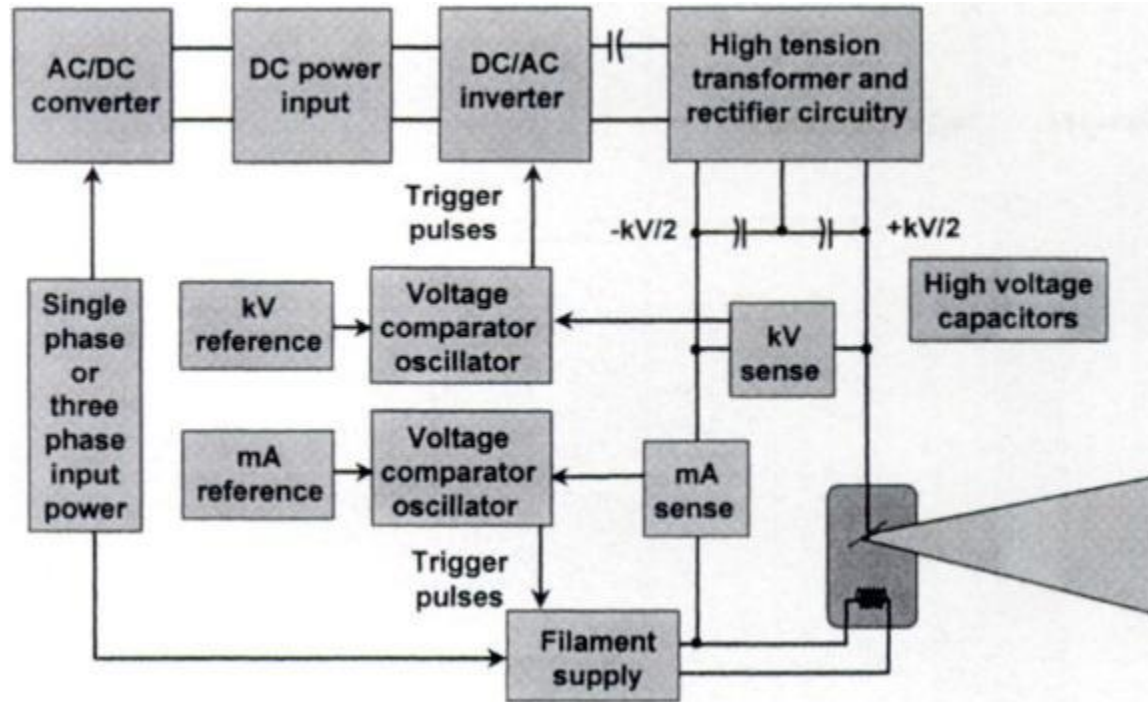 AC/DC
converter
DC power
input
DC/AC
inverter
High tension
transformer and
rectifier circuitry
Trigger
pulses
-kV/2
+kV/2
Single
phase
or
three
phase
input
power
kV
reference
Voltage
comparator
oscillator
kV
sense
High voltage
capacitors
mA
reference
Voltage
comparator
oscillator
mA
sense
Trigger
pulses
Filament
supply